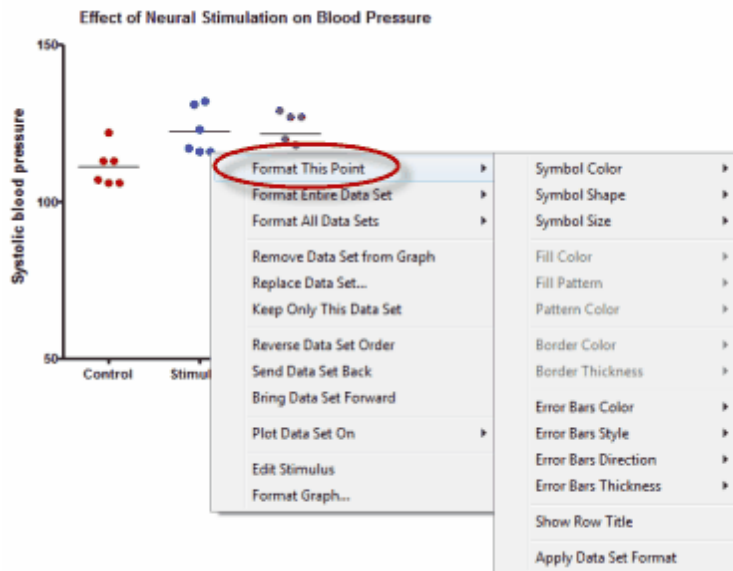 Effect of Neural Stimulation on Blood Pressure
Systolic blood pressure
150
100
50
Control
Stimul
Format This Point
Format Entire Data Set
Format All Data Sets
Remove Data Set from Graph
Replace Data Set...
Keep Only This Data Set
Reverse Data Set Order
Send Data Set Back
Bring Data Set Forward
Plot Data Set On
Edit Stimulus
Format Graph...
Symbol Color
Symbol Shape
Symbol Size
Fill Color
Fill Pattern
Pattern Color
Border Color
Border Thickness
Error Bars Color
Error Bars Style
Error Bars Direction
Error Bars Thickness
Show Row Title
Apply Data Set Format